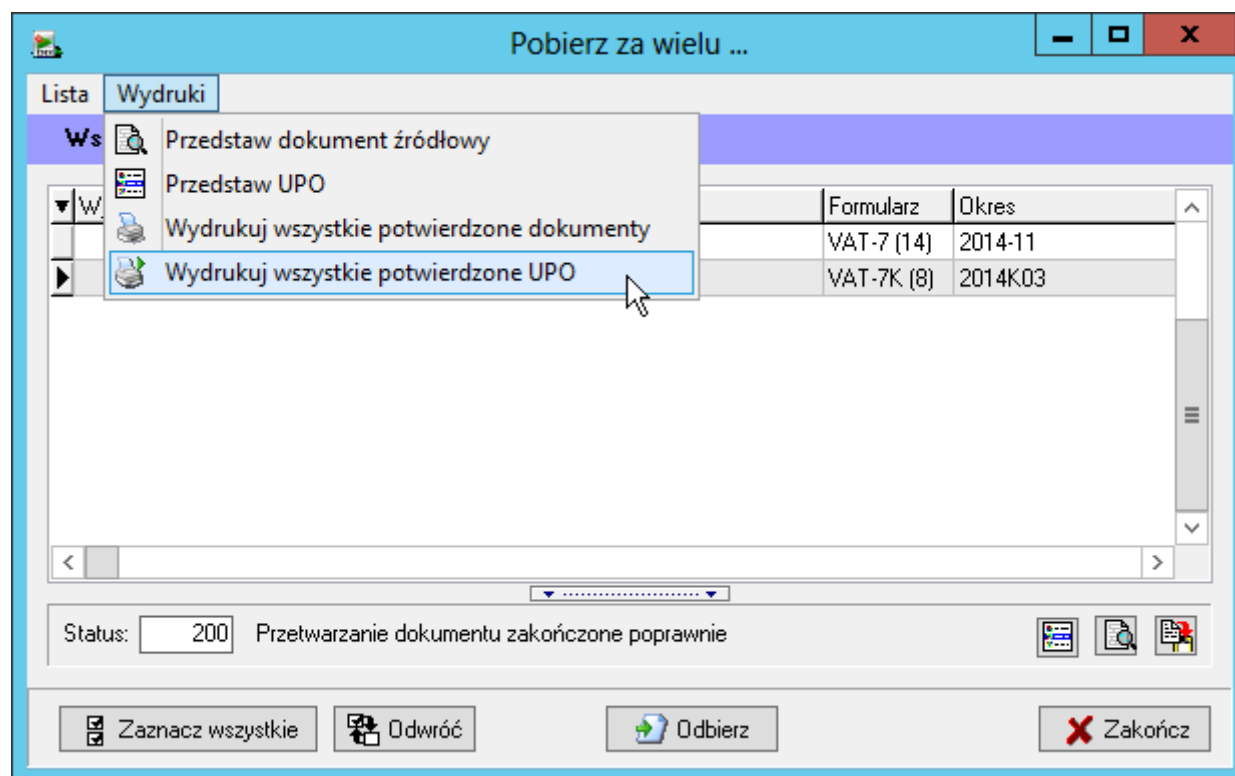 Pobierz za wielu ...
Lista Wydruki
Przedstaw dokument źródłowy
Przedstaw UPO
Wydrukuj wszystkie potwierdzone dokumenty
Wydrukuj wszystkie potwierdzone UPO
Formularz Okres
VAT-7 (14) 2014-11
VAT-7K (8) 2014K03
Status: 200 Przetwarzanie dokumentu zakończone poprawnie
Zaznacz wszystkie Odwróć Odbierz Zakończ